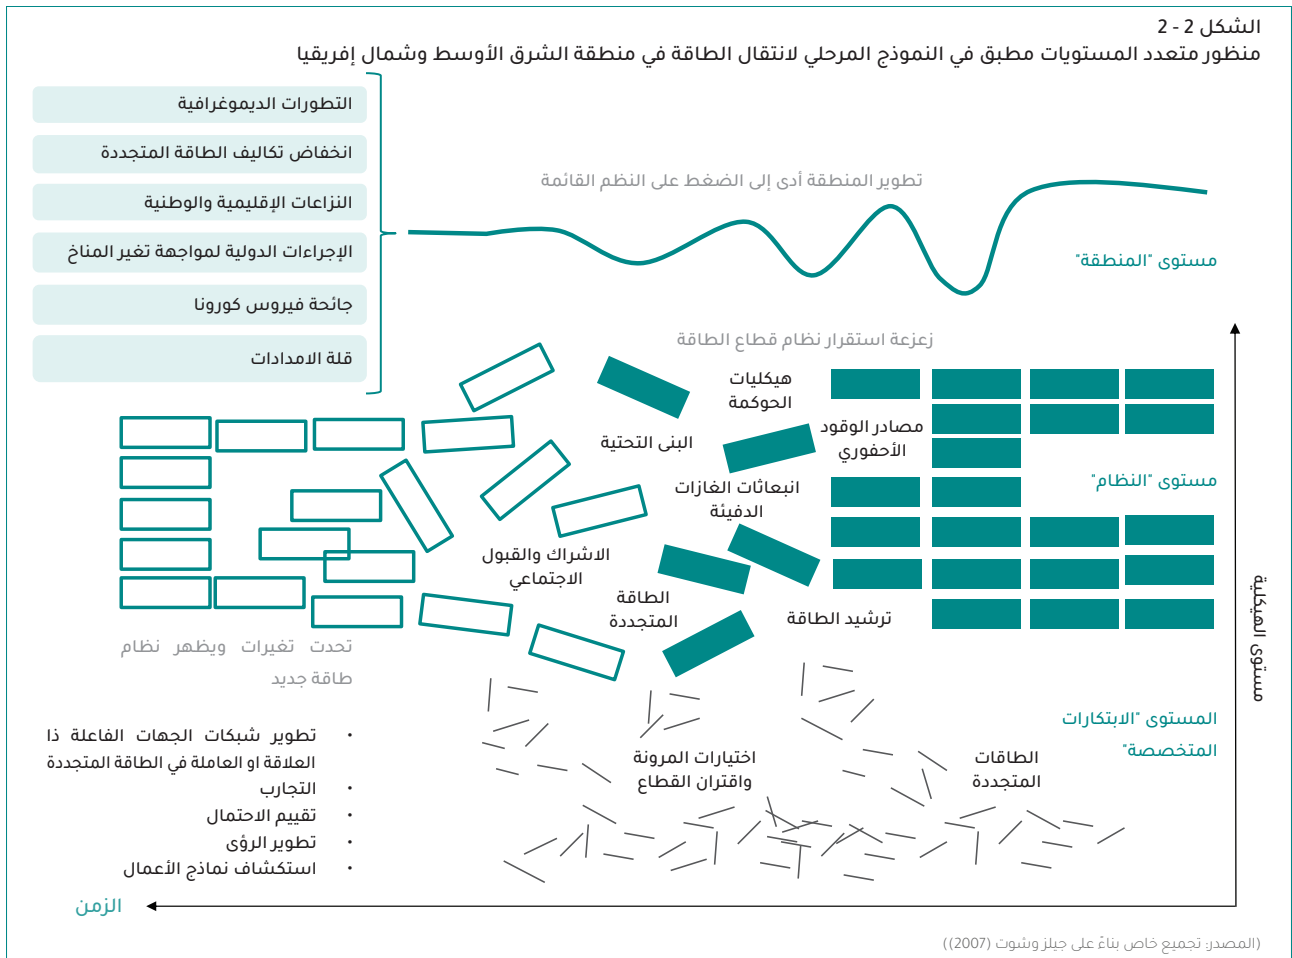 الشكل 2 - 2
منظور متعدد المستويات مطبق في النموذج المرحلي لانتقال الطاقة في منطقة الشرق الأوسط وشمال إفريقيا
التطورات الديموغرافية
انخفاض تكاليف الطاقة المتجددة
النزاعات الإقليمية والوطنية
الإجراءات الدولية لمواجهة تغير المناخ
جائحة فيروس كورونا
قلة الامدادات
تطوير المنطقة أدى إلى الضغط على النظم القائمة
مستوى "المنطقة"
زعزعة استقرار نظام قطاع الطاقة
هيكليات
الحوكمة
مصادر الوقود
الأحفوري
البنى التحتية
مستوى "النظام"
انبعاثات الغازات
الدفيئة
الاشراك والقبول
الاجتماعي
الطاقة
المتجددة
ترشيد الطاقة
مستوى الهيكلية
تحدث تغيرات ويظهر نظام
طاقة جديد
المستوى "الابتكارات
المتخصصة"
الطاقات
المتجددة
اختيارات المرونة
واقتران القطاع
• تطوير شبكات الجهات الفاعلة ذا
العلاقة او العاملة في الطاقة المتجددة
• التجارب
• تقييم الاحتمال
• تطوير الرؤى
• استكشاف نماذج الأعمال
الزمن
(المصدر: تجميع خاص بناءً على جيلز وشوت (2007))